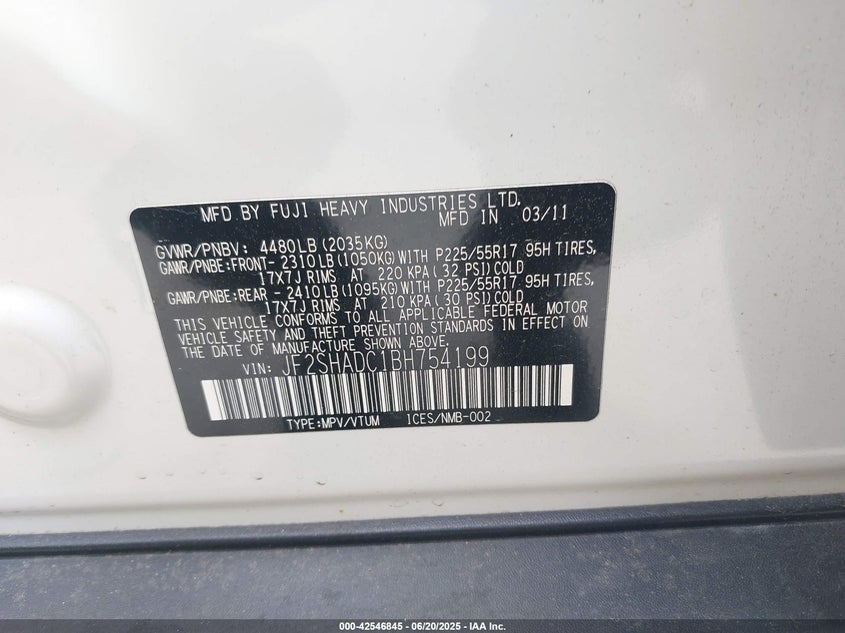 MFD.BY FUJI HEAVY INDUSTRIES LTD.
MFD IN 03/11
GVWR/PNBV: 4480LB(2035KG)
GAWR/PNBE:FRONT- 2310LB(1050KG)WITH P225/55R17 95H TIRES,
17X7J RIMS AT 220 KPA(32 PSI)COLD
GAWR/PNBE:REAR - 2410LB(1095KG)WITH P225/55R17 95H TIRES,
17X7J RIMS AT 210 KPA(30 PSI)COLD
THIS VEHICLE CONFORMS TO ALL APPLICABLE FEDERAL MOTOR
VEHICLE SAFETY AND THEFT PREVENTION STANDARDS IN EFFECT ON
THE DATE OF MANUFACTURE SHOWN ABOVE.
VIN: JF2SHADC1BH754199
TYPE:MPV/VTUM ICES/NMB-002
000-42546845 - 06/20/2025 - IAA Inc.